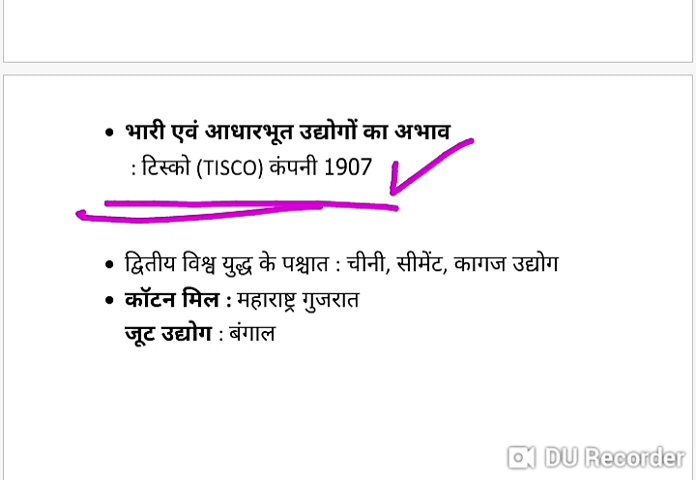 • भारी एवं आधारभूत उद्योगों का अभाव
: टिस्को (TISCO) कंपनी 1907
• द्वितीय विश्व युद्ध के पश्चात : चीनी, सीमेंट, कागज उद्योग
• कॉटन मिल : महाराष्ट्र गुजरात
जूट उद्योग : बंगाल
DU Recorder